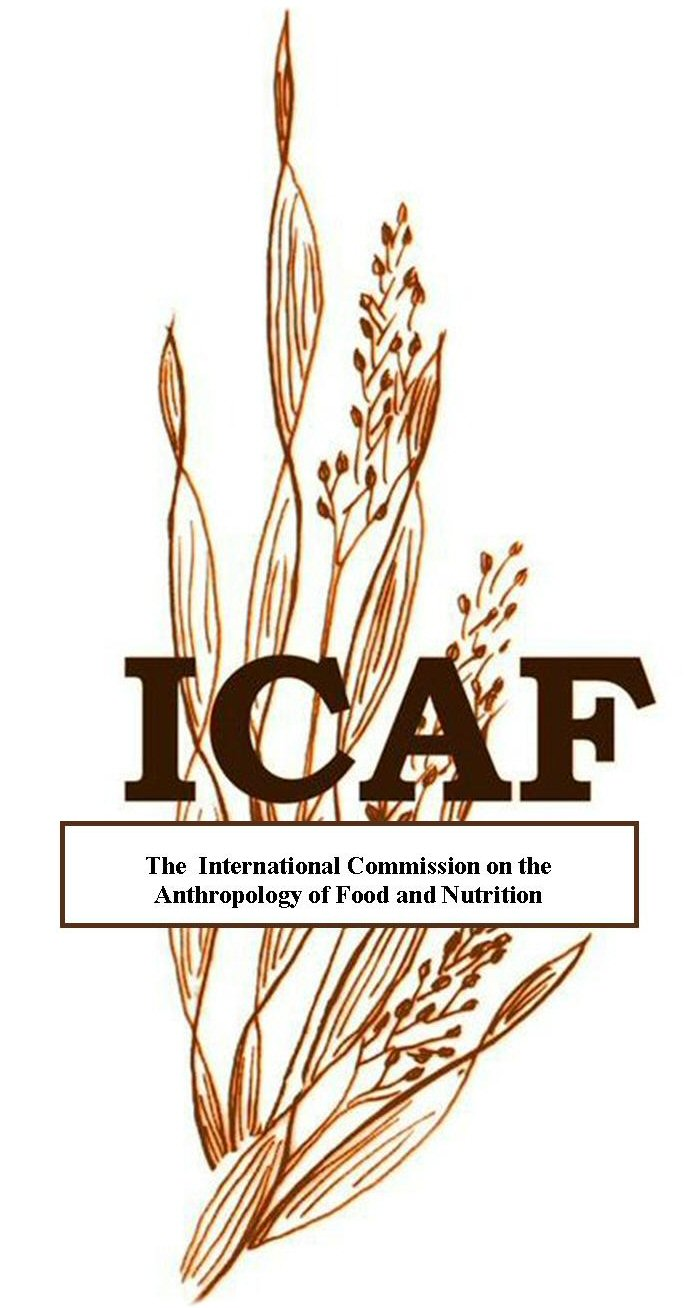 ICAF
The International Commission on the
Anthropology of Food and Nutrition